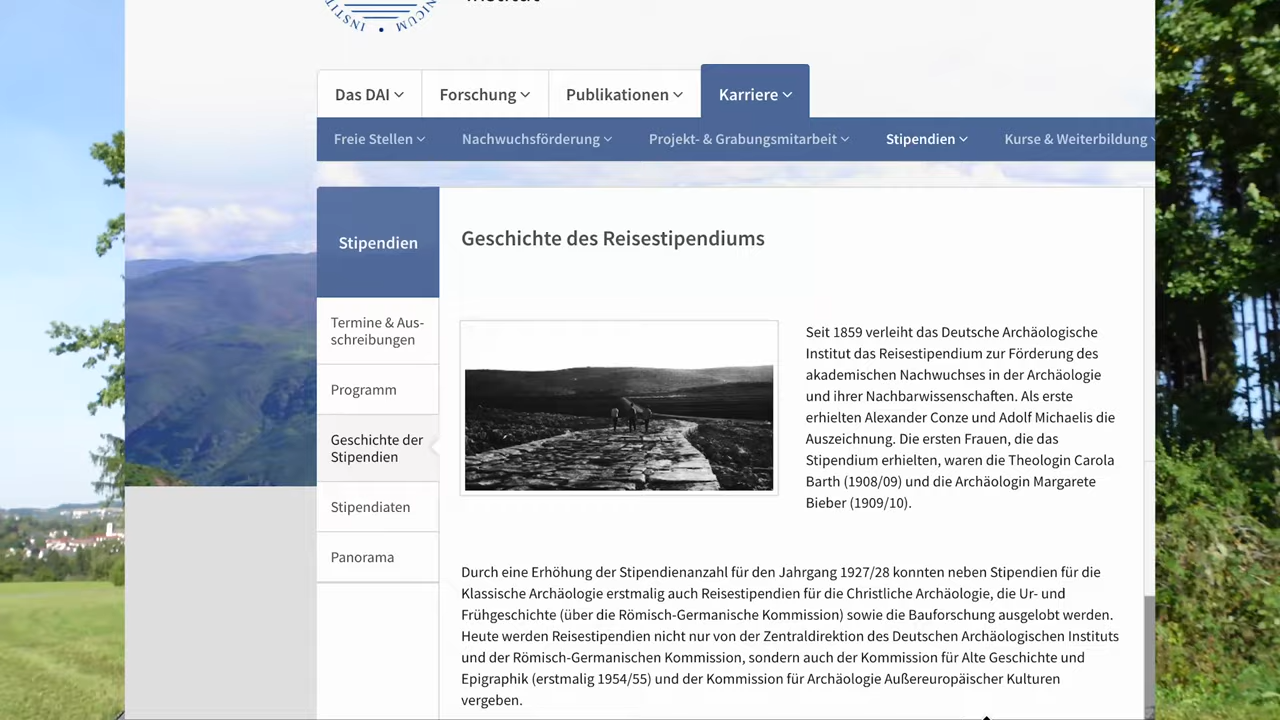 INSTIT
NICUM
Das DAI
Forschung
Publikationen
Karriere
Freie Stellen
Nachwuchsförderung
Projekt- & Grabungsmitarbeit
Stipendien
Kurse & Weiterbildung
Stipendien
Termine & Aus-
schreibungen
Programm
Geschichte der
Stipendien
Stipendiaten
Panorama
Geschichte des Reisestipendiums
Seit 1859 verleiht das Deutsche Archäologische
Institut das Reisestipendium zur Förderung des
akademischen Nachwuchses in der Archäologie
und ihrer Nachbarwissenschaften. Als erste
erhielten Alexander Conze und Adolf Michaelis die
Auszeichnung. Die ersten Frauen, die das
Stipendium erhielten, waren die Theologin Carola
Barth (1908/09) und die Archäologin Margarete
Bieber (1909/10).
Durch eine Erhöhung der Stipendienanzahl für den Jahrgang 1927/28 konnten neben Stipendien für die
Klassische Archäologie erstmalig auch Reisestipendien für die Christliche Archäologie, die Ur- und
Frühgeschichte (über die Römisch-Germanische Kommission) sowie die Bauforschung ausgelobt werden.
Heute werden Reisestipendien nicht nur von der Zentraldirektion des Deutschen Archäologischen Instituts
und der Römisch-Germanischen Kommission, sondern auch der Kommission für Alte Geschichte und
Epigraphik (erstmalig 1954/55) und der Kommission für Archäologie Außereuropäischer Kulturen
vergeben.